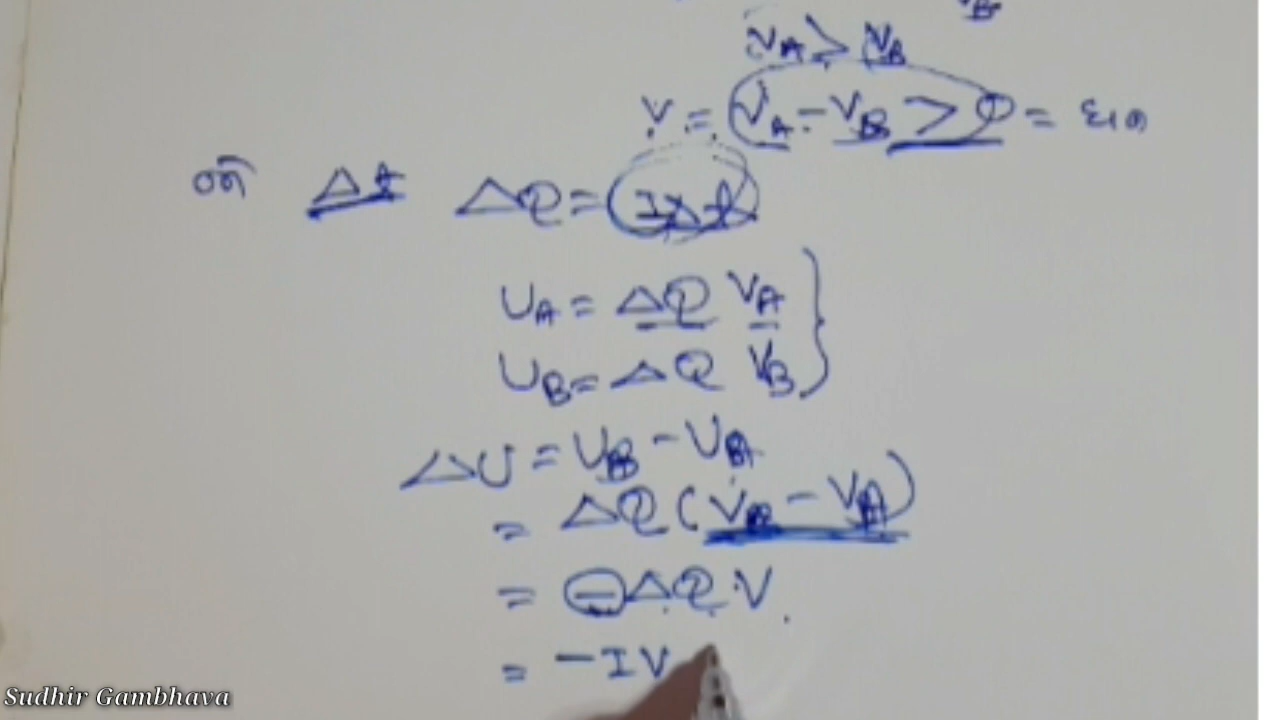 V_A > V_B
V = V_A - V_B > 0 = ધન
જો Δt ΔQ = IΔt
U_A = ΔQ V_A
U_B = ΔQ V_B
ΔU = U_B - U_A
= ΔQ (V_B - V_A)
= -ΔQ.V.
= -IV
Sudhir Gambhava